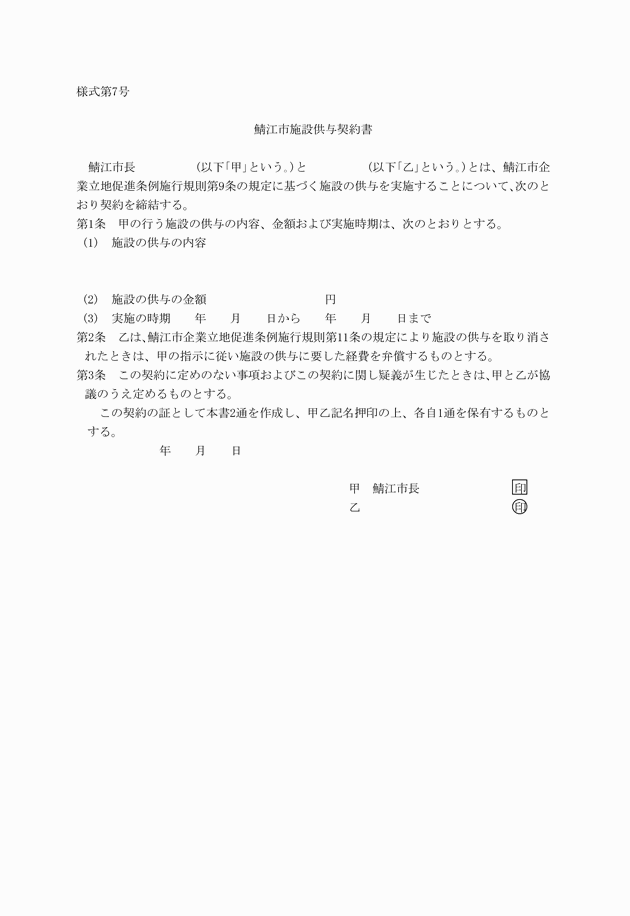 様式第7号
鯖江市施設供与契約書
鯖江市長　　　　　(以下「甲」という。)と　　　　　(以下「乙」という。)とは、鯖江市企
業立地促進条例施行規則第9条の規定に基づく施設の供与を実施することについて、次のと
おり契約を締結する。
第1条　甲の行う施設の供与の内容、金額および実施時期は、次のとおりとする。
(1)　施設の供与の内容
(2)　施設の供与の金額　　　　　　　　　　円
(3)　実施の時期　　年　　月　　日から　　年　　月　　日まで
第2条　乙は、鯖江市企業立地促進条例施行規則第11条の規定により施設の供与を取り消さ
れたときは、甲の指示に従い施設の供与に要した経費を弁償するものとする。
第3条　この契約に定めのない事項およびこの契約に関し疑義が生じたときは、甲と乙が協
議のうえ定めるものとする。
この契約の証として本書2通を作成し、甲乙記名押印の上、各自1通を保有するものと
する。
年　　月　　日
甲　鯖江市長　　　　　　　　印
乙　　　　　　　　　　　　　印